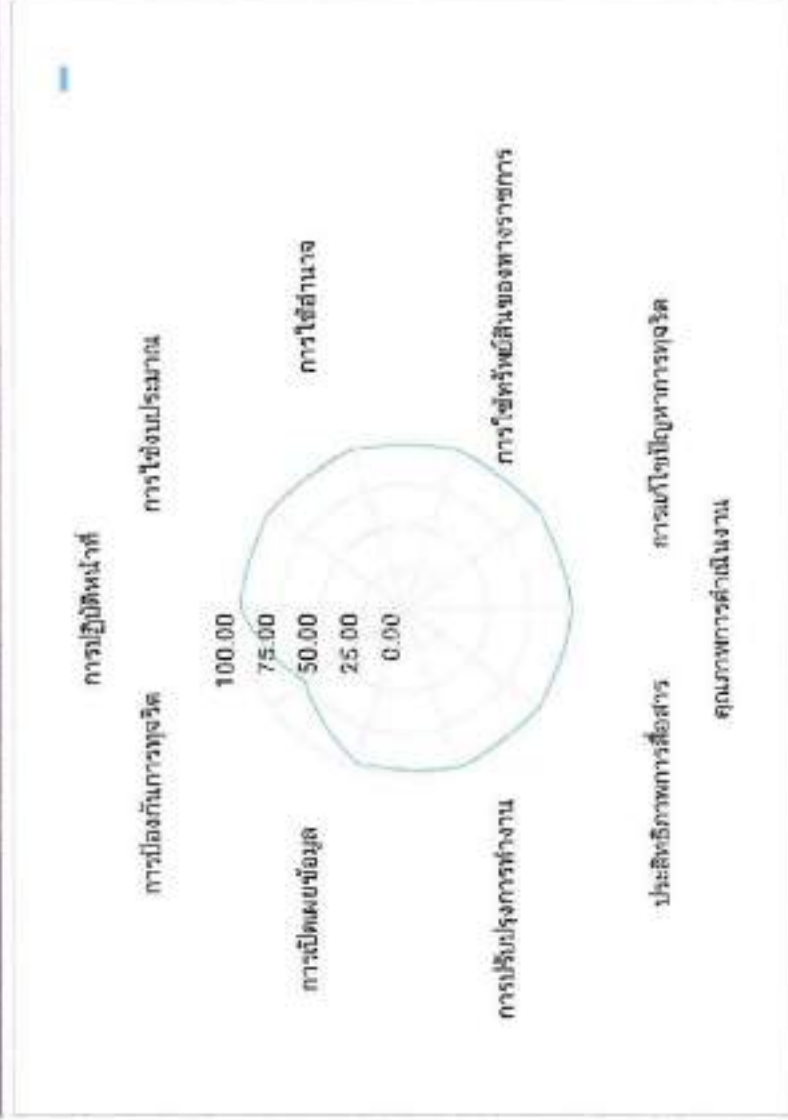 การปฏิบัติหน้าที่
การป้องกันการทุจริต
การใช้งบประมาณ
การเปิดเผยข้อมูล
การใช้อำนาจ
100.00
75.00
50.00
25.00
0.00
การปรับปรุงการทำงาน
การใช้ทรัพย์สินของทางราชการ
ประสิทธิภาพการสื่อสาร
การแก้ไขปัญหาการทุจริต
คุณภาพการดำเนินงาน